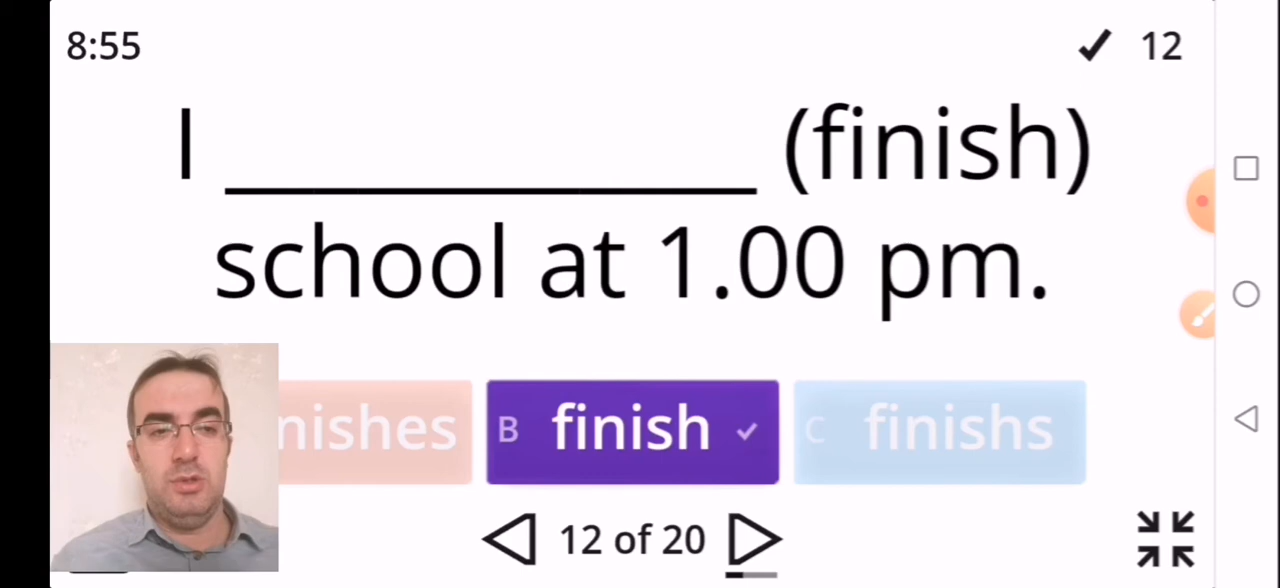 8:55
12
I ______________ (finish)
school at 1.00 pm.
nishes
B finish
C finishs
12 of 20